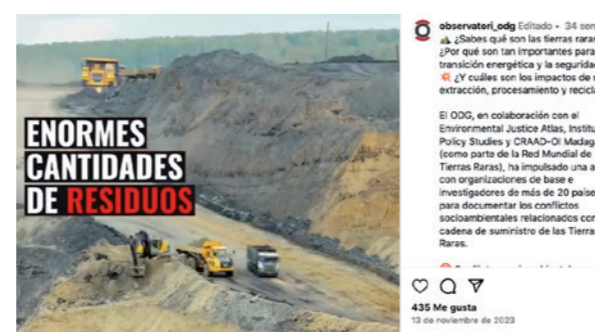 ENORMES
CANTIDADES
DE RESIDUOS
observatori_odg Editado • 34 sem
¿Sabes qué son las tierras raras
¿Por qué son tan importantes para
transición energética y la seguridad
¿Y cuáles son los impactos de s
extracción, procesamiento y recicla
El ODG, en colaboración con el
Environmental Justice Atlas, Institu
Policy Studies y CRAAD-OI Madaga
(como parte de la Red Mundial de
Tierras Raras), ha impulsado una a
con organizaciones de base e
investigadores de más de 20 paíse
para documentar los conflictos
socioambientales relacionados con
cadena de suministro de las Tierra
Raras.
435 Me gusta
13 de noviembre de 2023